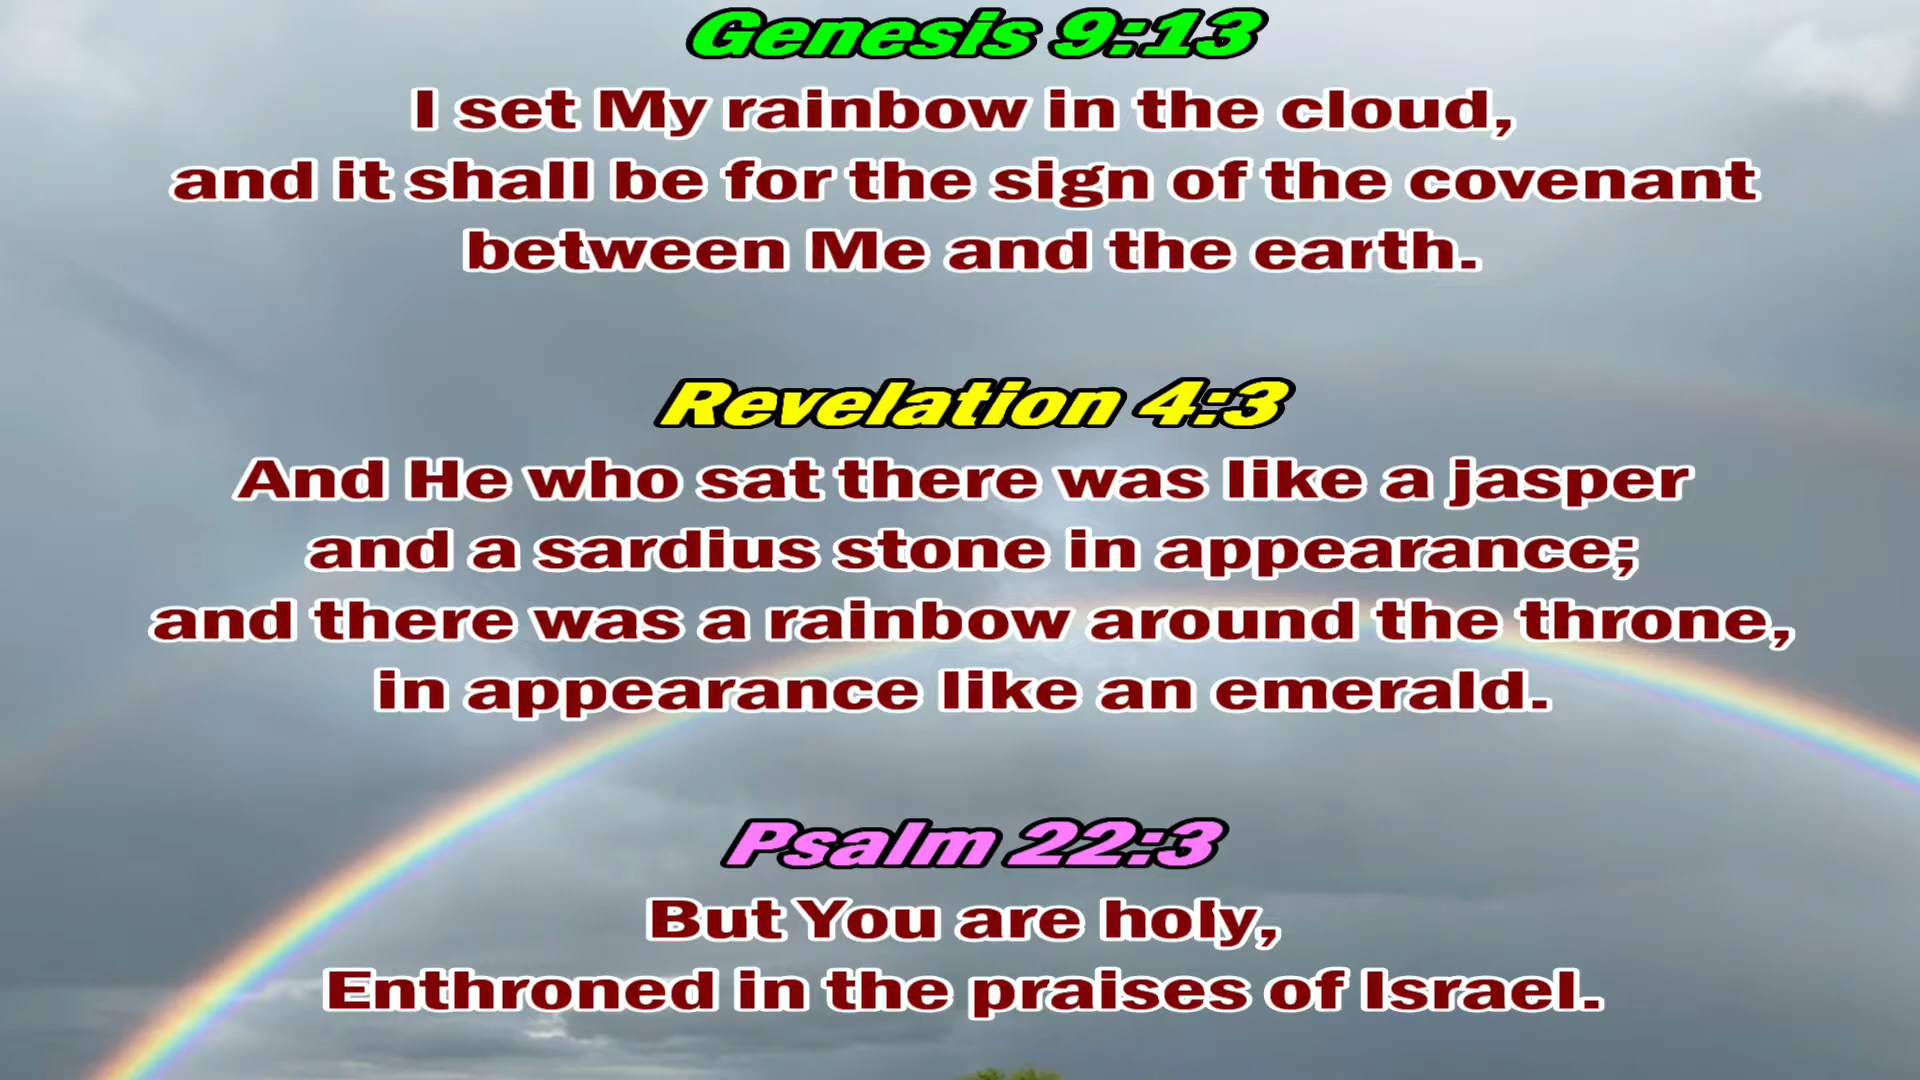 Genesis 9:13
I set My rainbow in the cloud,
and it shall be for the sign of the covenant
between Me and the earth.
Revelation 4:3
And He who sat there was like a jasper
and a sardius stone in appearance;
and there was a rainbow around the throne,
in appearance like an emerald.
Psalm 22:3
But You are holy,
Enthroned in the praises of Israel.